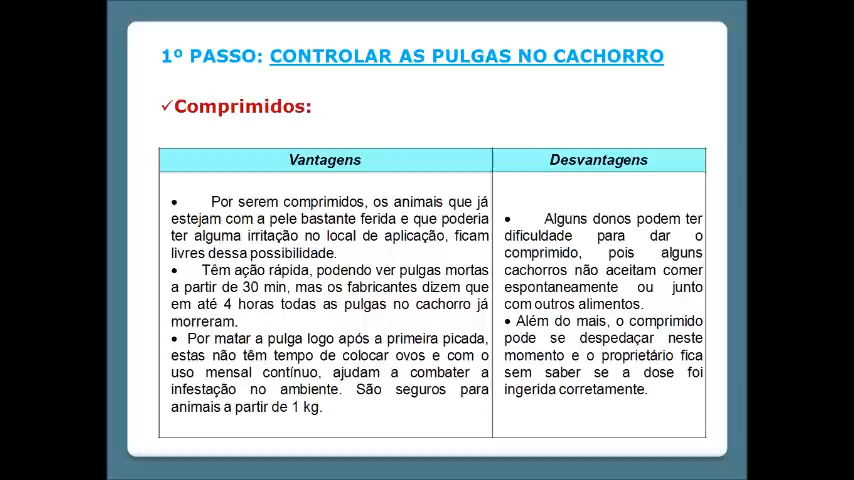 1º PASSO: CONTROLAR AS PULGAS NO CACHORRO
✓Comprimidos:
Vantagens
• Por serem comprimidos, os animais que já
estejam com a pele bastante ferida e que poderia
ter alguma irritação no local de aplicação, ficam
livres dessa possibilidade.
• Têm ação rápida, podendo ver pulgas mortas
a partir de 30 min, mas os fabricantes dizem que
em até 4 horas todas as pulgas no cachorro já
morreram.
• Por matar a pulga logo após a primeira picada,
estas não têm tempo de colocar ovos e com o
uso mensal contínuo, ajudam a combater a
infestação no ambiente. São seguros para
animais a partir de 1 kg.
Desvantagens
• Alguns donos podem ter
dificuldade para dar o
comprimido, pois alguns
cachorros não aceitam comer
espontaneamente ou junto
com outros alimentos.
• Além do mais, o comprimido
pode se despedaçar neste
momento e o proprietário fica
sem saber se a dose foi
ingerida corretamente.